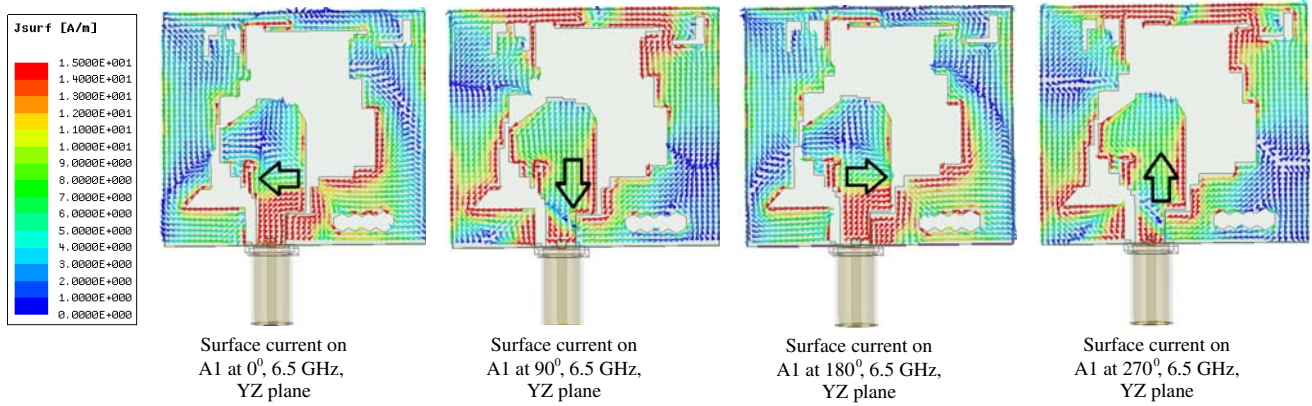 Jsurf [A/m]
1.5000E+001
1.4000E+001
1.3000E+001
1.2000E+001
1.1000E+001
1.0000E+001
9.0000E+000
8.0000E+000
7.0000E+000
6.0000E+000
5.0000E+000
4.0000E+000
3.0000E+000
2.0000E+000
1.0000E+000
0.0000E+000
Surface current on
A1 at 0⁰, 6.5 GHz,
YZ plane
Surface current on
A1 at 90⁰, 6.5 GHz,
YZ plane
Surface current on
A1 at 180⁰, 6.5 GHz,
YZ plane
Surface current on
A1 at 270⁰, 6.5 GHz,
YZ plane